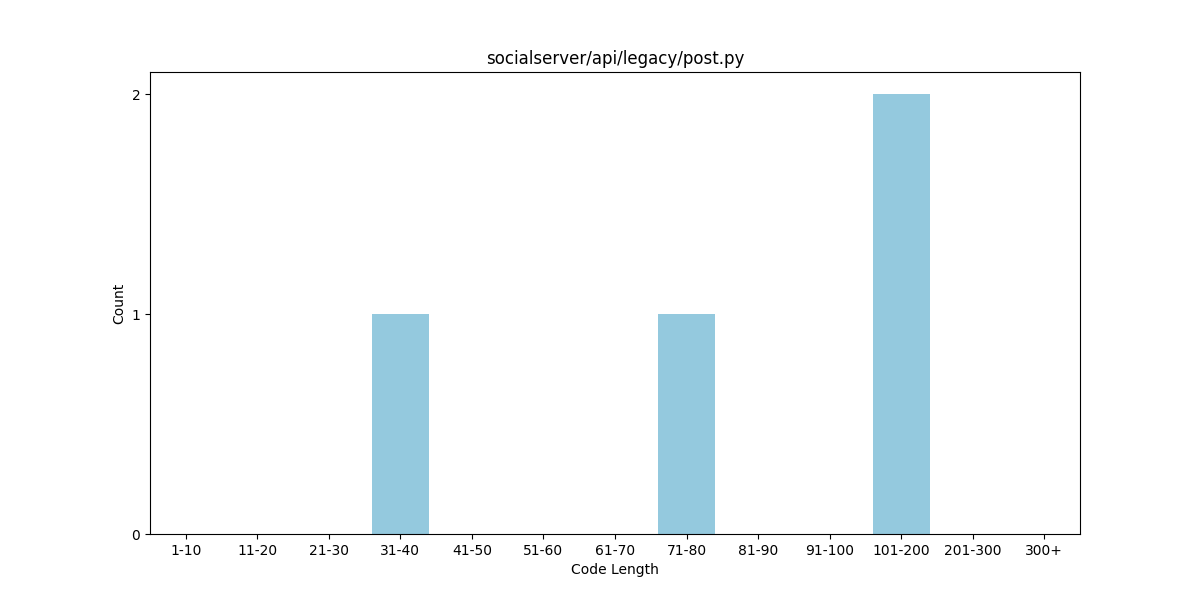 socialserver/api/legacy/post.py
2
1
0
Count
1-10 11-20 21-30 31-40 41-50 51-60 61-70 71-80 81-90 91-100 101-200 201-300 300+
Code Length